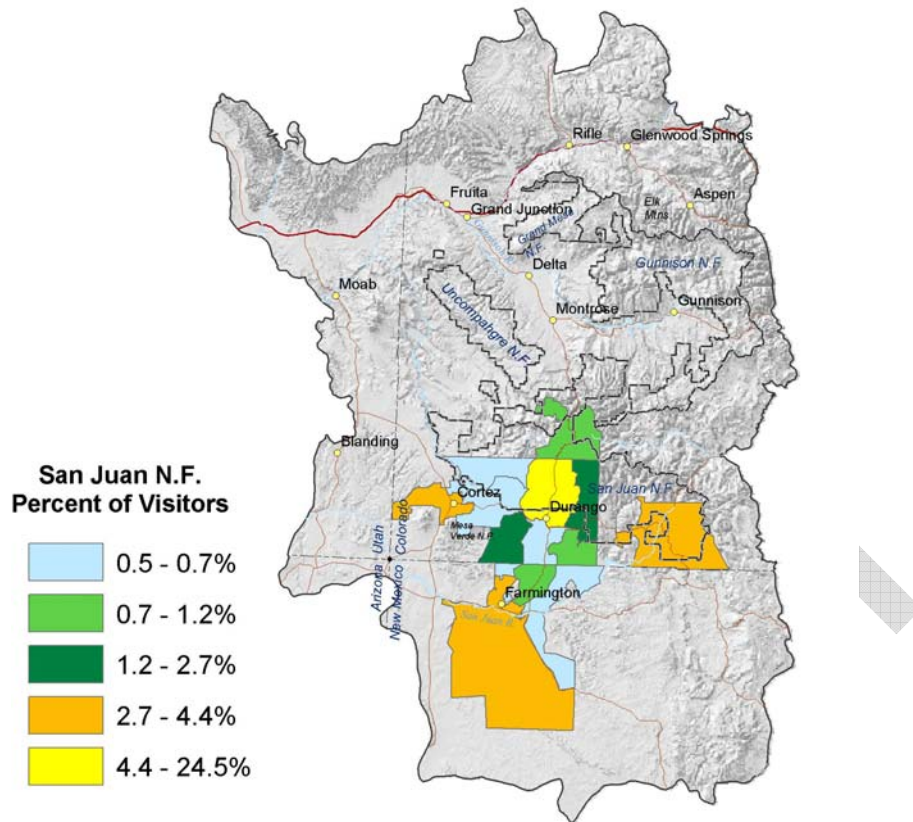 Rifle
Glenwood Springs
Fruita
Grand Junction
Elk
Mtns
Aspen
Grand Mesa
N.F.
Delta
Gunnison N.F.
Moab
Montrose
Gunnison
Uncompahgre N.F.
Blanding
San Juan N.F.
Percent of Visitors
San Juan N.F.
Cortez
Durango
Mesa
Verde N.P.
0.5 - 0.7%
Arizona
Utah
New Mexico
Colorado
Farmington
0.7 - 1.2%
San Juan R.
1.2 - 2.7%
2.7 - 4.4%
4.4 - 24.5%